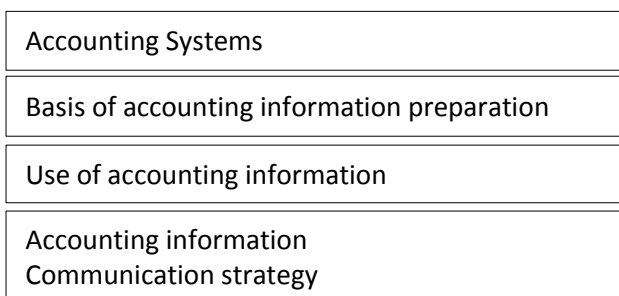 Accounting Systems
Basis of accounting information preparation
Use of accounting information
Accounting information
Communication strategy